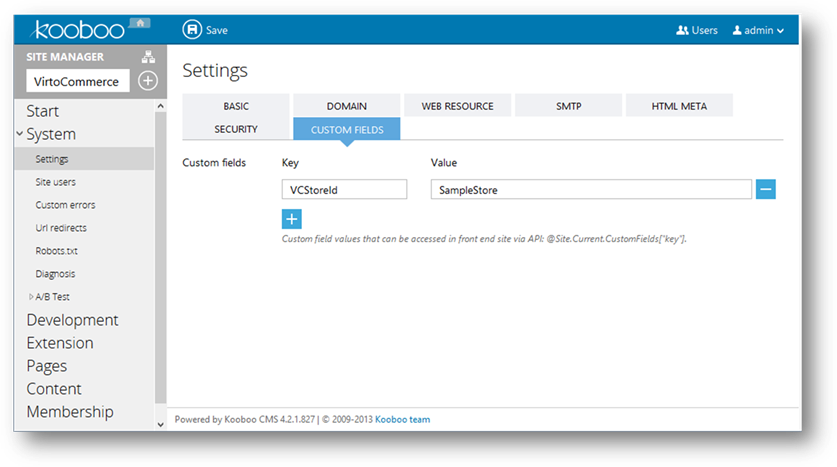 kooboo
Save
Users
admin
SITE MANAGER
VirtoCommerce
Start
System
Settings
Site users
Custom errors
Url redirects
Robots.txt
Diagnosis
A/B Test
Development
Extension
Pages
Content
Membership
Settings
BASIC DOMAIN WEB RESOURCE SMTP HTML META
SECURITY CUSTOM FIELDS
Custom fields Key Value
VCStoreId SampleStore
Custom field values that can be accessed in front end site via API: @Site.Current.CustomFields["key"].
Powered by Kooboo CMS 4.2.1.827 | © 2009-2013 Kooboo team